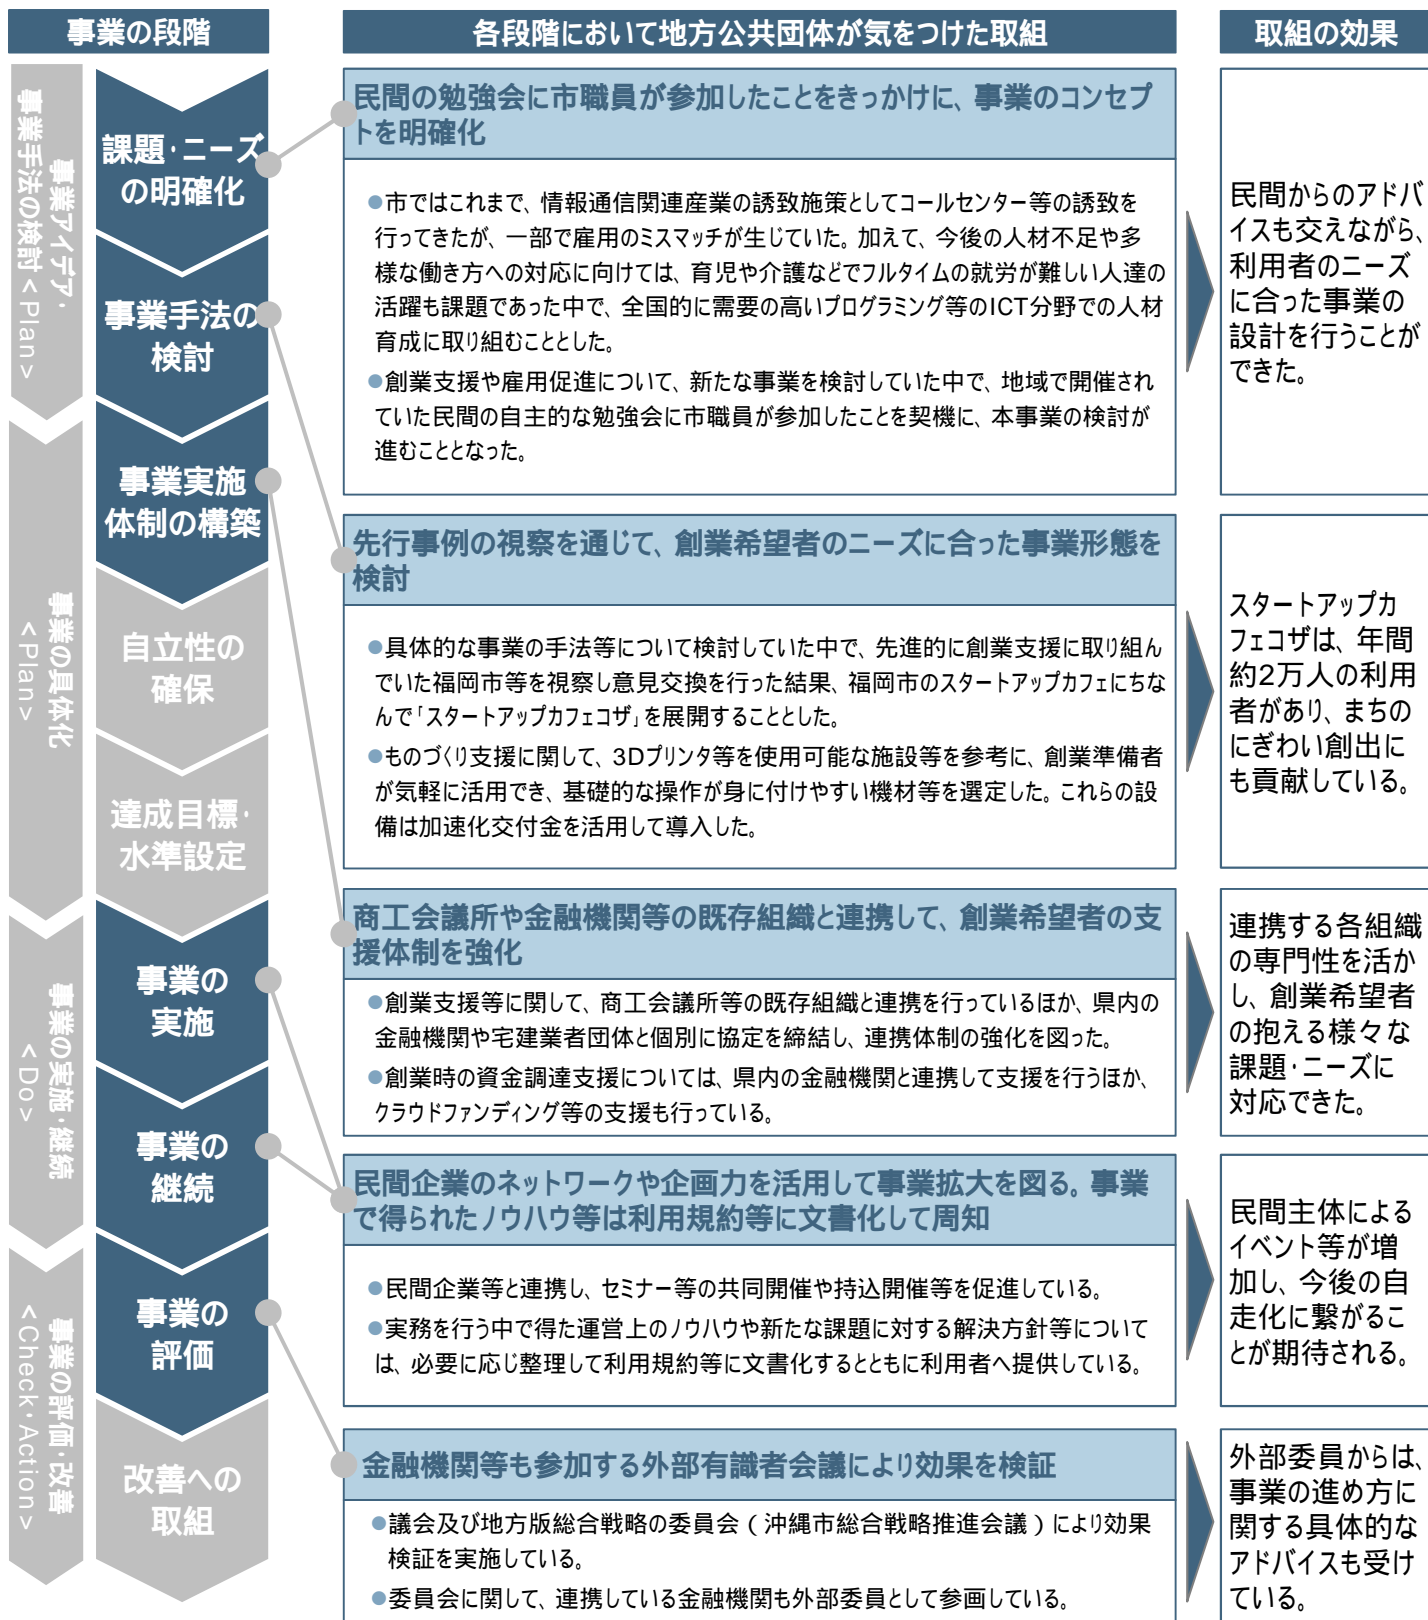 事業の段階
各段階において地方公共団体が気をつけた取組
取組の効果
事業アイデア・
事業手法の検討<Plan>
事業の具体化
<Plan>
事業の実施・継続
<Do>
事業の評価・改善
<Check・Action>
課題・ニーズ
の明確化
事業手法の
検討
事業実施
体制の構築
自立性の
確保
達成目標・
水準設定
事業の
実施
事業の
継続
事業の
評価
改善への
取組
民間の勉強会に市職員が参加したことをきっかけに、事業のコンセプ
トを明確化
●市ではこれまで、情報通信関連産業の誘致施策としてコールセンター等の誘致を
行ってきたが、一部で雇用のミスマッチが生じていた。加えて、今後の人材不足や多
様な働き方への対応に向けては、育児や介護などでフルタイムの就労が難しい人達の
活躍も課題であった中で、全国的に需要の高いプログラミング等のICT分野での人材
育成に取り組むこととした。
●創業支援や雇用促進について、新たな事業を検討していた中で、地域で開催され
ていた民間の自主的な勉強会に市職員が参加したことを契機に、本事業の検討が
進むこととなった。
民間からのアドバ
イスも交えながら、
利用者のニーズ
に合った事業の
設計を行うことが
できた。
先行事例の視察を通じて、創業希望者のニーズに合った事業形態を
検討
●具体的な事業の手法等について検討していた中で、先進的に創業支援に取り組ん
でいた福岡市等を視察し意見交換を行った結果、福岡市のスタートアップカフェにちな
んで「スタートアップカフェコザ」を展開することとした。
●ものづくり支援に関して、3Dプリンタ等を使用可能な施設等を参考に、創業準備者
が気軽に活用でき、基礎的な操作が身に付けやすい機材等を選定した。これらの設
備は加速化交付金を活用して導入した。
スタートアップカ
フェコザは、年間
約2万人の利用
者があり、まちの
にぎわい創出に
も貢献している。
商工会議所や金融機関等の既存組織と連携して、創業希望者の支
援体制を強化
●創業支援等に関して、商工会議所等の既存組織と連携を行っているほか、県内の
金融機関や宅建業者団体と個別に協定を締結し、連携体制の強化を図った。
●創業時の資金調達支援については、県内の金融機関と連携して支援を行うほか、
クラウドファンディング等の支援も行っている。
連携する各組織
の専門性を活か
し、創業希望者
の抱える様々な
課題・ニーズに
対応できた。
民間企業のネットワークや企画力を活用して事業拡大を図る。事業
で得られたノウハウ等は利用規約等に文書化して周知
●民間企業等と連携し、セミナー等の共同開催や持込開催等を促進している。
●実務を行う中で得た運営上のノウハウや新たな課題に対する解決方針等について
は、必要に応じ整理して利用規約等に文書化するとともに利用者へ提供している。
民間主体による
イベント等が増
加し、今後の自
走化に繋がるこ
とが期待される。
金融機関等も参加する外部有識者会議により効果を検証
●議会及び地方版総合戦略の委員会(沖縄市総合戦略推進会議)により効果
検証を実施している。
●委員会に関して、連携している金融機関も外部委員として参画している。
外部委員からは、
事業の進め方に
関する具体的な
アドバイスも受け
ている。